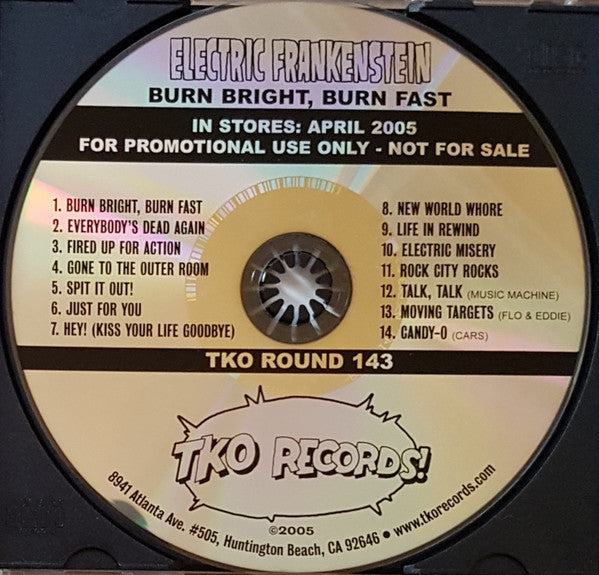 ELECTRIC FRANKENSTEIN
BURN BRIGHT, BURN FAST
IN STORES: APRIL 2005
FOR PROMOTIONAL USE ONLY - NOT FOR SALE
1. BURN BRIGHT, BURN FAST
2. EVERYBODY'S DEAD AGAIN
3. FIRED UP FOR ACTION
4. GONE TO THE OUTER ROOM
5. SPIT IT OUT!
6. JUST FOR YOU
7. HEY! (KISS YOUR LIFE GOODBYE)
8. NEW WORLD WHORE
9. LIFE IN REWIND
10. ELECTRIC MISERY
11. ROCK CITY ROCKS
12. TALK, TALK (MUSIC MACHINE)
13. MOVING TARGETS (FLO & EDDIE)
14. CANDY-O (CARS)
TKO ROUND 143
TKO RECORDS!
©2005
8941 Atlanta Ave. #505, Huntington Beach, CA 92646 • www.tkorecords.com